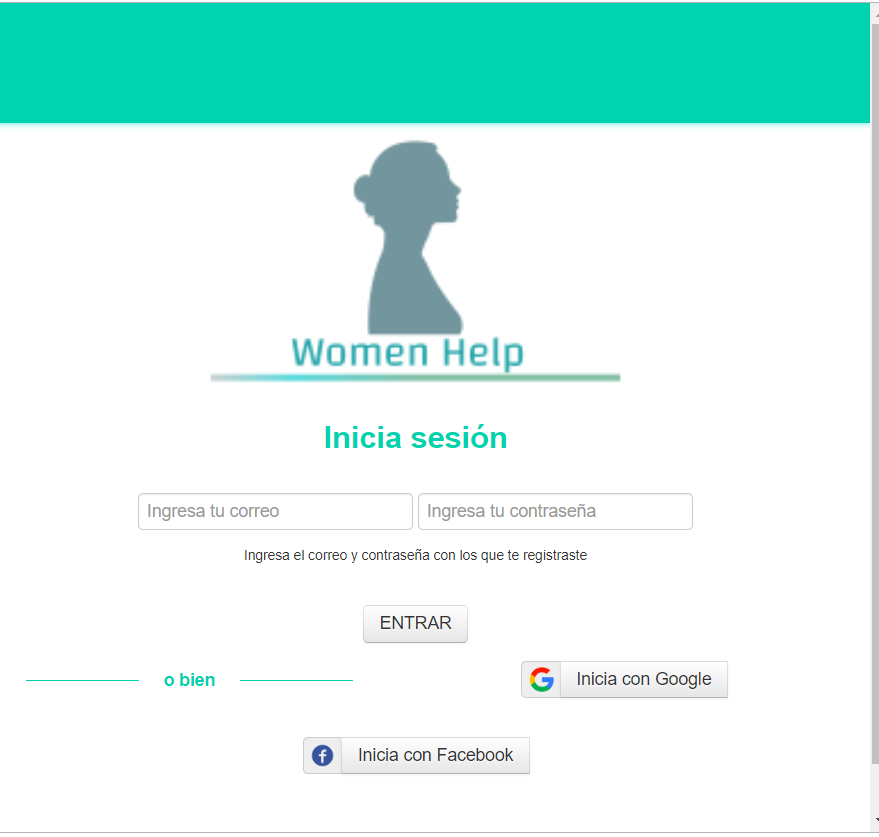 Women Help
Inicia sesión
Ingresa tu correo Ingresa tu contraseña
Ingresa el correo y contraseña con los que te registraste
ENTRAR
o bien Inicia con Google
Inicia con Facebook